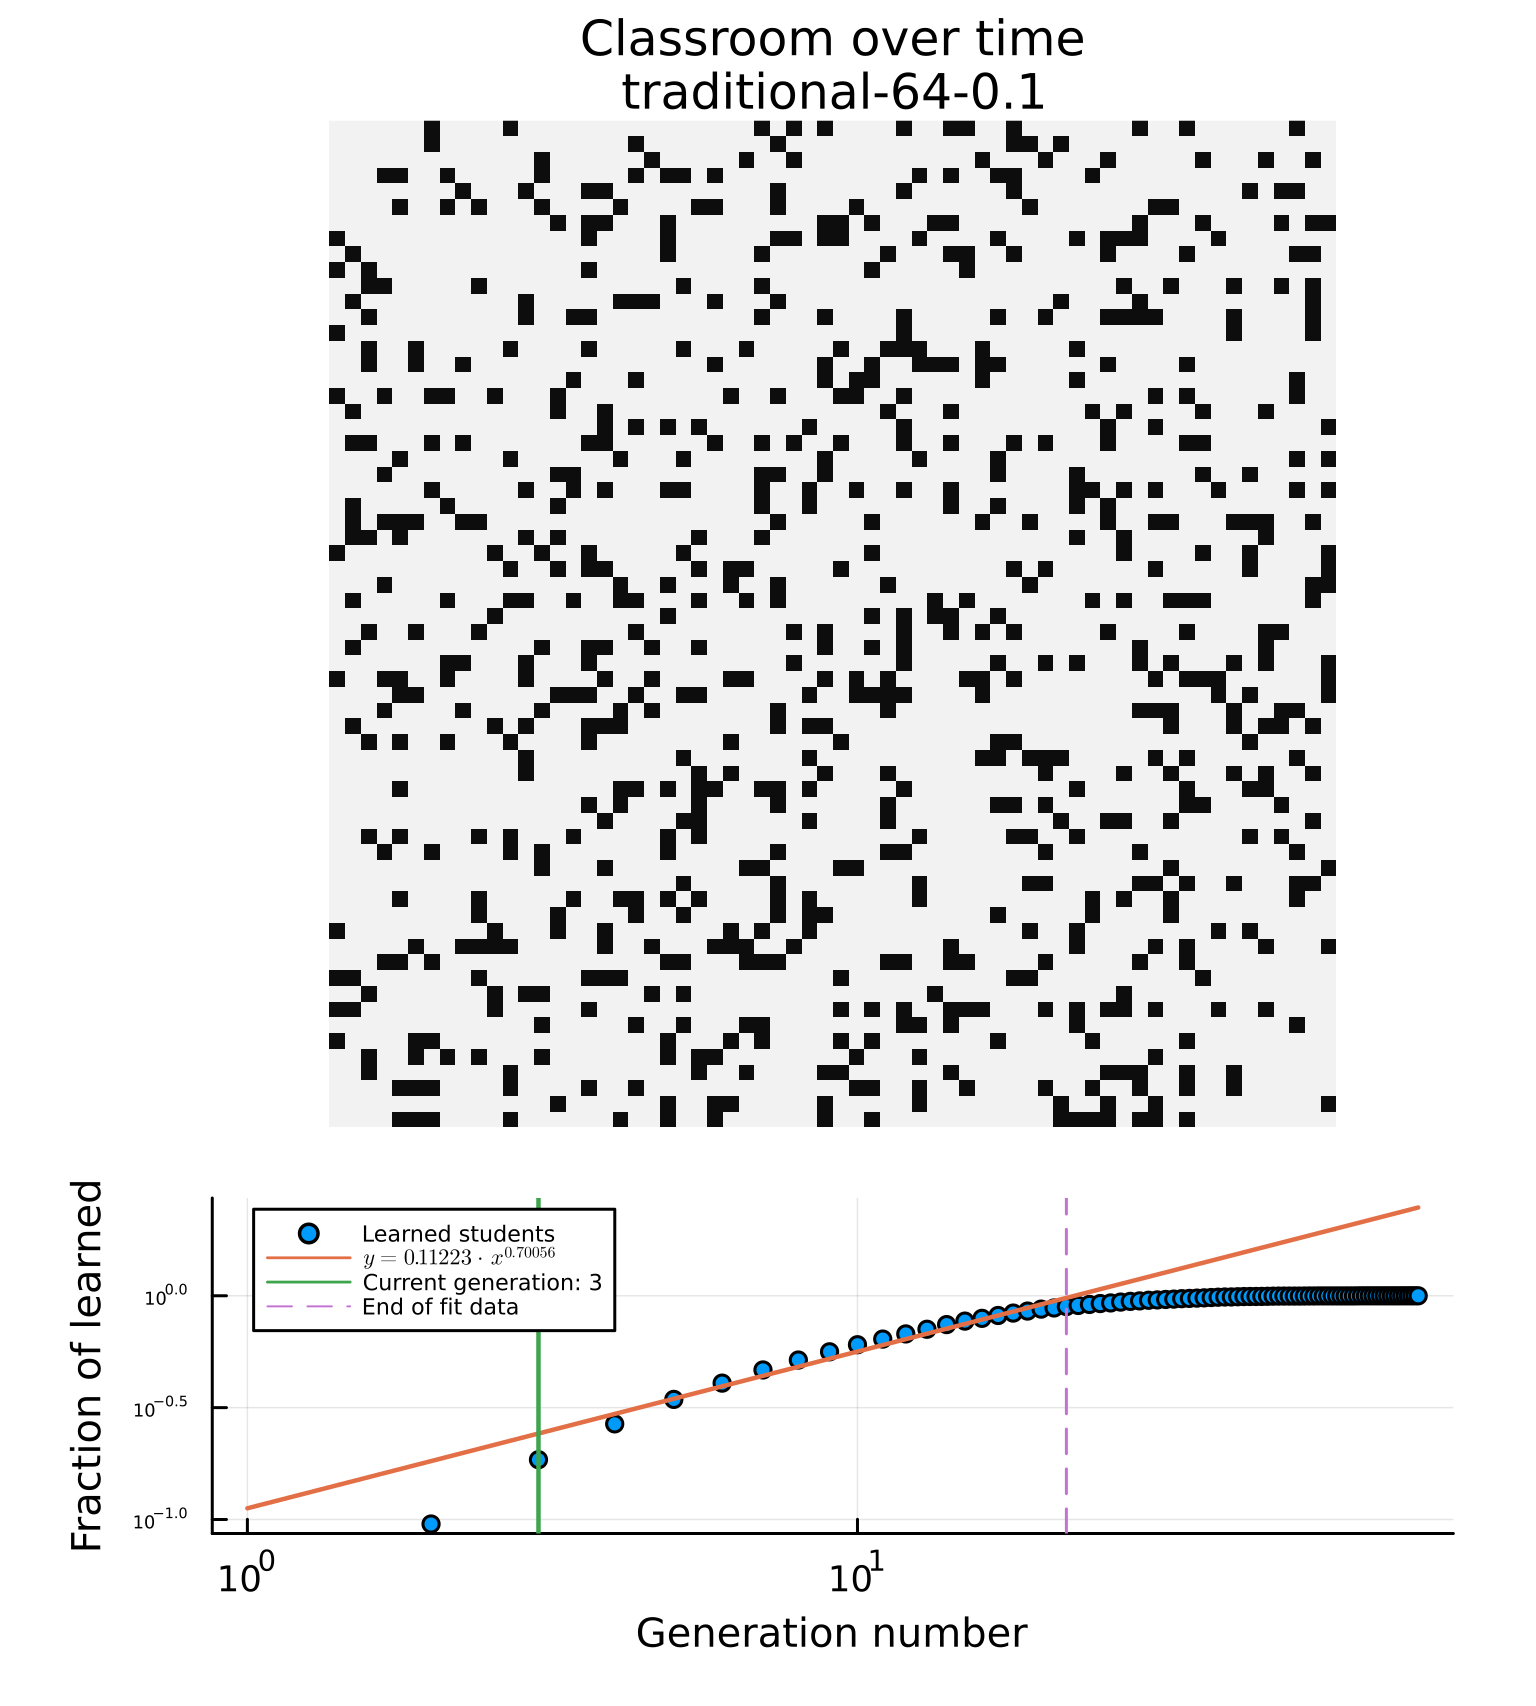 Classroom over time
traditional-64-0.1
Fraction of learned
Learned students
y = 0.11223 · x^0.70056
Current generation: 3
End of fit data
10^0.0
10^−0.5
10^−1.0
10^0
10^1
Generation number